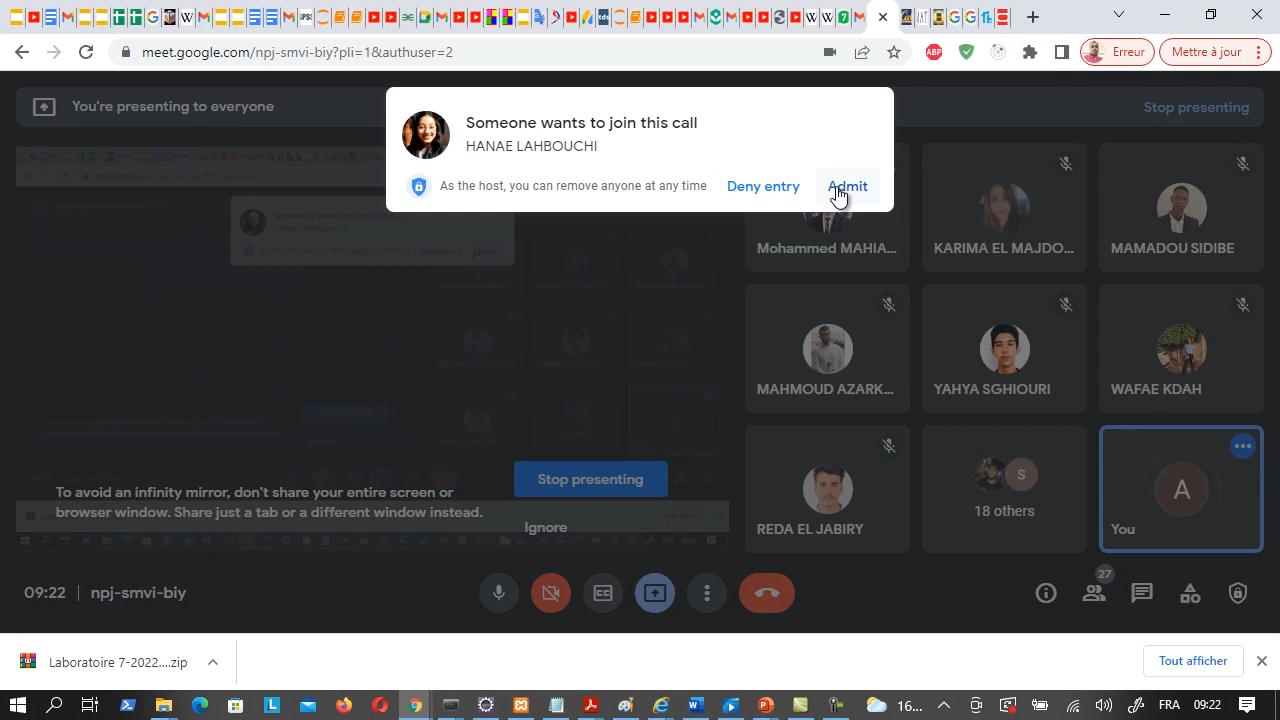 meet.google.com/npj-smvi-biy?pli=1&authuser=2
ABP
Erreur
Mettre à jour
You're presenting to everyone
Stop presenting
Someone wants to join this call
HANAE LAHBOUCHI
As the host, you can remove anyone at any time
Deny entry
Admit
Mohammed MAHIA...
KARIMA EL MAJDO...
MAMADOU SIDIBE
MAHMOUD AZARK...
YAHYA SGHIOURI
WAFAE KDAH
Stop presenting
To avoid an infinity mirror, don't share your entire screen or
browser window. Share just a tab or a different window instead.
Ignore
REDA EL JABIRY
S
18 others
A
You
09:22
npj-smvi-biy
CC
27
Laboratoire 7-2022....zip
Tout afficher
16...
FRA
09:22